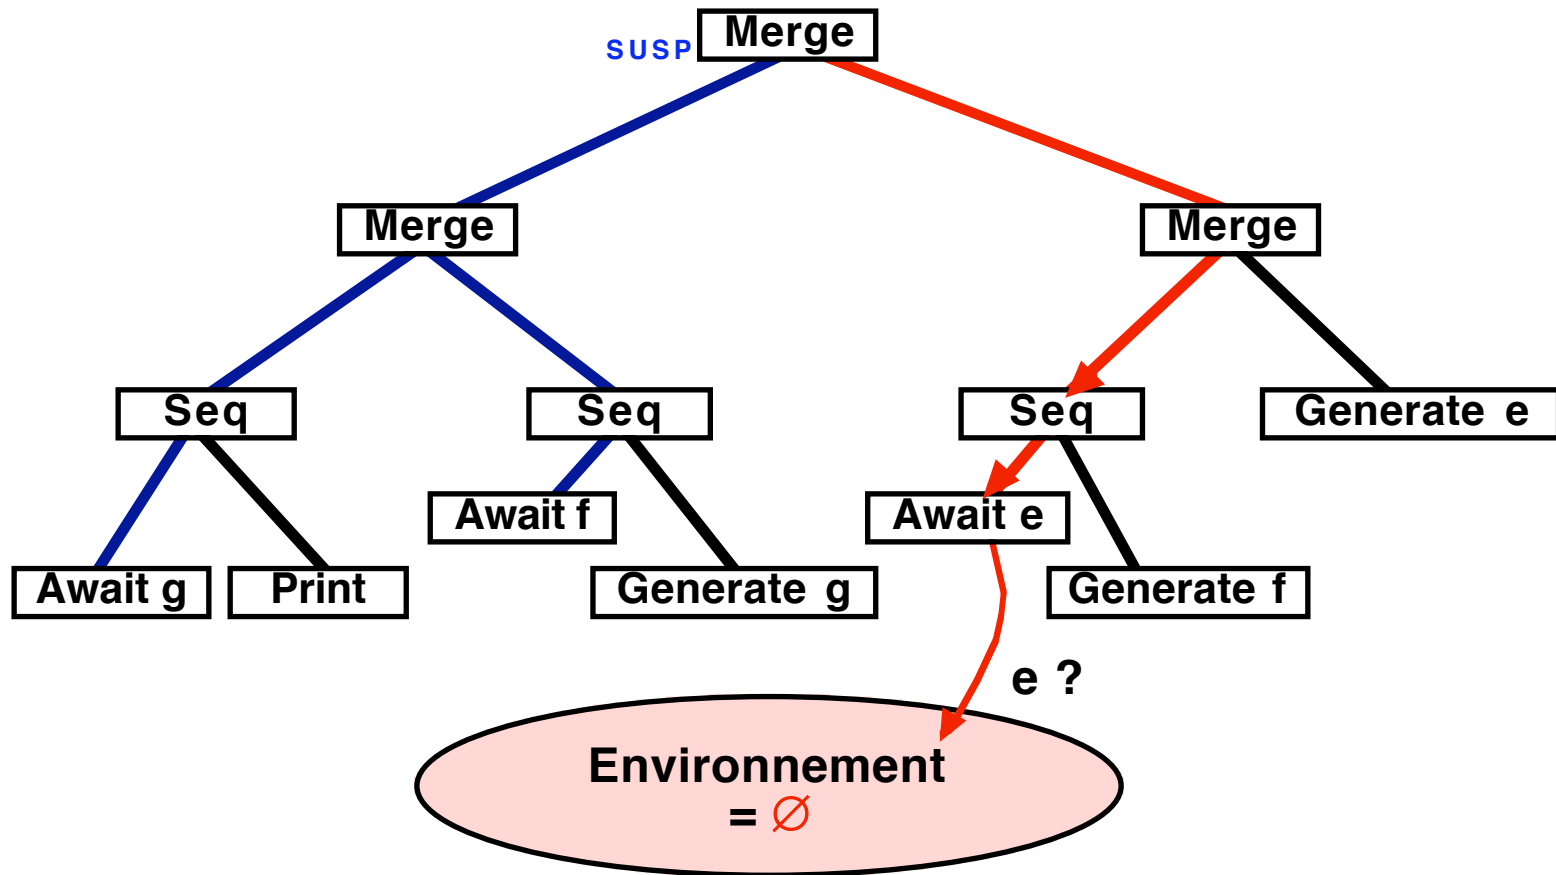 Merge
SUSP
Merge
Merge
Seq
Seq
Seq
Generate e
Await f
Await e
Await g
Print
Generate g
Generate f
e ?
Environnement
= ∅